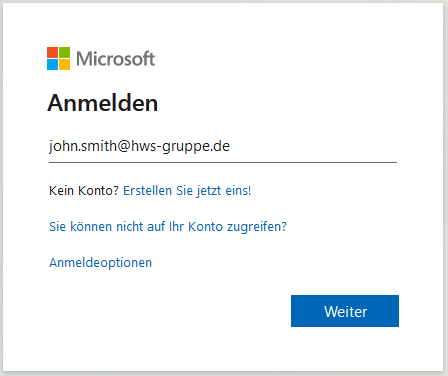 Microsoft
Anmelden
john.smith@hws-gruppe.de
Kein Konto? Erstellen Sie jetzt eins!
Sie können nicht auf Ihr Konto zugreifen?
Anmeldeoptionen
Weiter